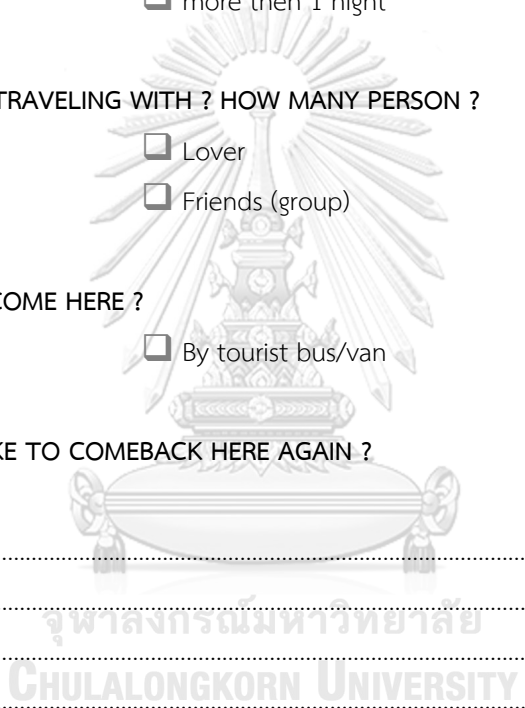 more then 1 night
TRAVELING WITH ? HOW MANY PERSON ?
Lover
Friends (group)
COME HERE ?
By tourist bus/van
KE TO COMEBACK HERE AGAIN ?
จุฬาลงกรณ์มหาวิทยาลัย
CHULALONGKORN UNIVERSITY